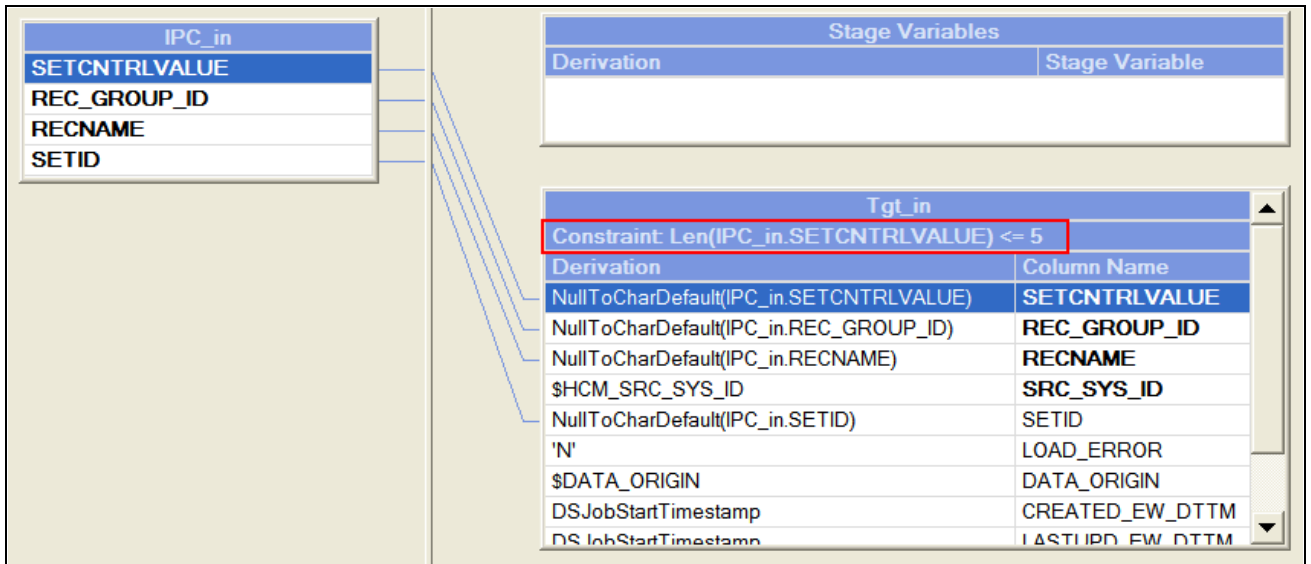 IPC_in
SETCNTRLVALUE
REC_GROUP_ID
RECNAME
SETID
Stage Variables
Derivation Stage Variable
Tgt_in
Constraint: Len(IPC_in.SETCNTRLVALUE) <= 5
Derivation Column Name
NullToCharDefault(IPC_in.SETCNTRLVALUE) SETCNTRLVALUE
NullToCharDefault(IPC_in.REC_GROUP_ID) REC_GROUP_ID
NullToCharDefault(IPC_in.RECNAME) RECNAME
$HCM_SRC_SYS_ID SRC_SYS_ID
NullToCharDefault(IPC_in.SETID) SETID
'N' LOAD_ERROR
$DATA_ORIGIN DATA_ORIGIN
DSJobStartTimestamp CREATED_EW_DTTM
DSJobStartTimestamp LASTUPD_EW_DTTM